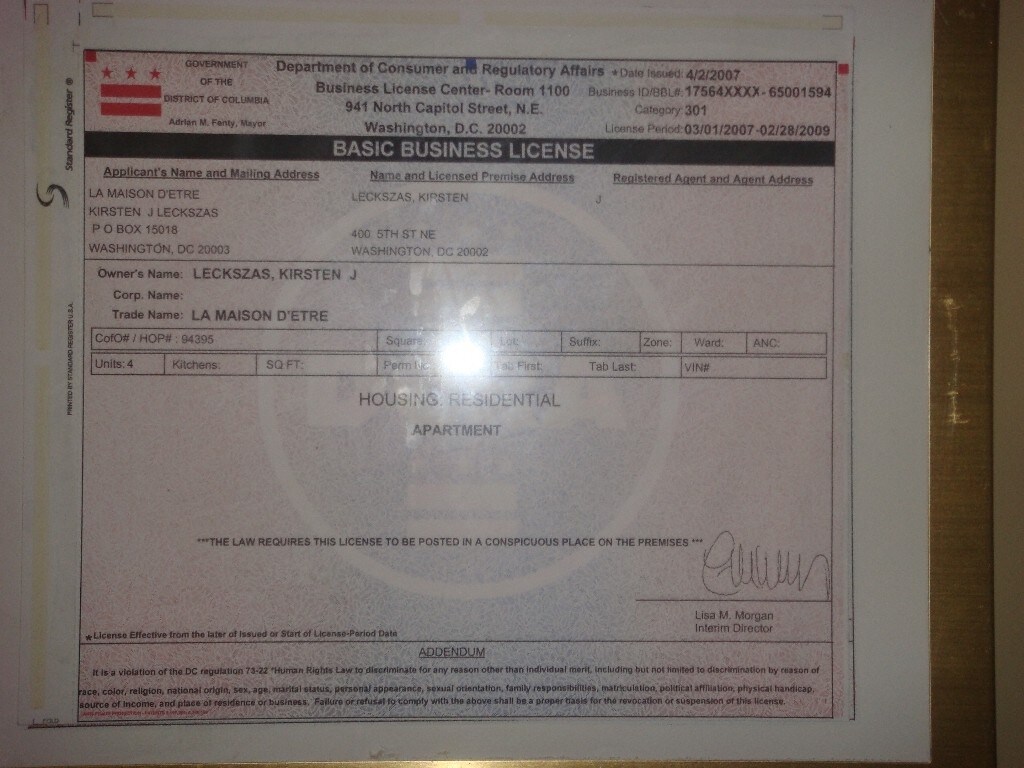 GOVERNMENT
OF THE
DISTRICT OF COLUMBIA
Adrian M. Fenty, Mayor
Department of Consumer and Regulatory Affairs
Business License Center- Room 1100
941 North Capitol Street, N.E.
Washington, D.C. 20002
* Date Issued: 4/2/2007
Business ID/BBL#: 17564XXXX - 65001594
Category: 301
License Period: 03/01/2007 - 02/28/2009
BASIC BUSINESS LICENSE
Applicant's Name and Mailing Address
LA MAISON D'ETRE
KIRSTEN J LECKSZAS
P O BOX 15018
WASHINGTON, DC 20003
Name and Licensed Premise Address
LECKSZAS, KIRSTEN J
400 5TH ST NE
WASHINGTON, DC 20002
Registered Agent and Agent Address
Owner's Name: LECKSZAS, KIRSTEN J
Corp. Name:
Trade Name: LA MAISON D'ETRE
CofO# / HOP# : 94395 Square: Lot: Suffix: Zone: Ward: ANC:
Units: 4 Kitchens: SQ FT: Perm No Tab First: Tab Last: VIN#
HOUSING: RESIDENTIAL
APARTMENT
***THE LAW REQUIRES THIS LICENSE TO BE POSTED IN A CONSPICUOUS PLACE ON THE PREMISES ***
Lisa M. Morgan
Interim Director
* License Effective from the later of Issued or Start of License-Period Date
ADDENDUM
It is a violation of the DC regulation 73-22 "Human Rights Law to discriminate for any reason other than individual merit, including but not limited to discrimination by reason of
race, color, religion, national origin, sex, age, marital status, personal appearance, sexual orientation, family responsibilities, matriculation, political affiliation, physical handicap,
source of income, and place of residence or business. Failure or refusal to comply with the above shall be a proper basis for the revocation or suspension of this license.
Standard Register ®
PRINTED BY STANDARD REGISTER U.S.A.